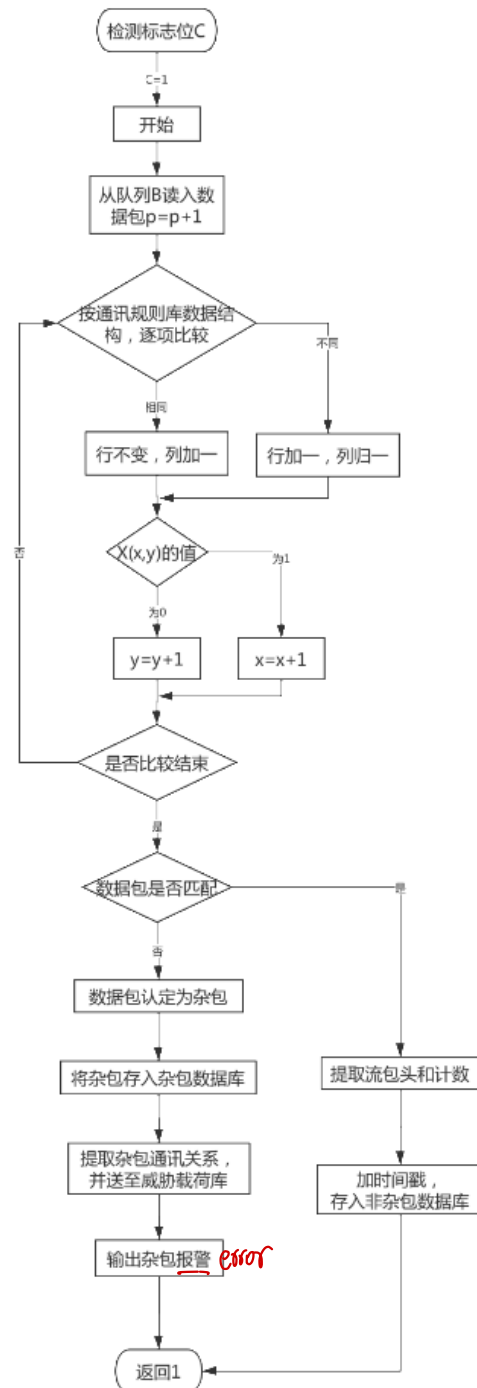 检测标志位C
C=1
开始
从队列B读入数
据包p=p+1
按通讯规则库数据结
构，逐项比较
不同
相同
行不变，列加一
行加一，列归一
否
X(x,y)的值
为1
为0
y=y+1
x=x+1
是否比较结束
是
数据包是否匹配
是
否
数据包认定为杂包
将杂包存入杂包数据库
提取流包头和计数
提取杂包通讯关系，
并送至威胁载荷库
加时间戳，
存入非杂包数据库
输出杂包报警 error
返回1